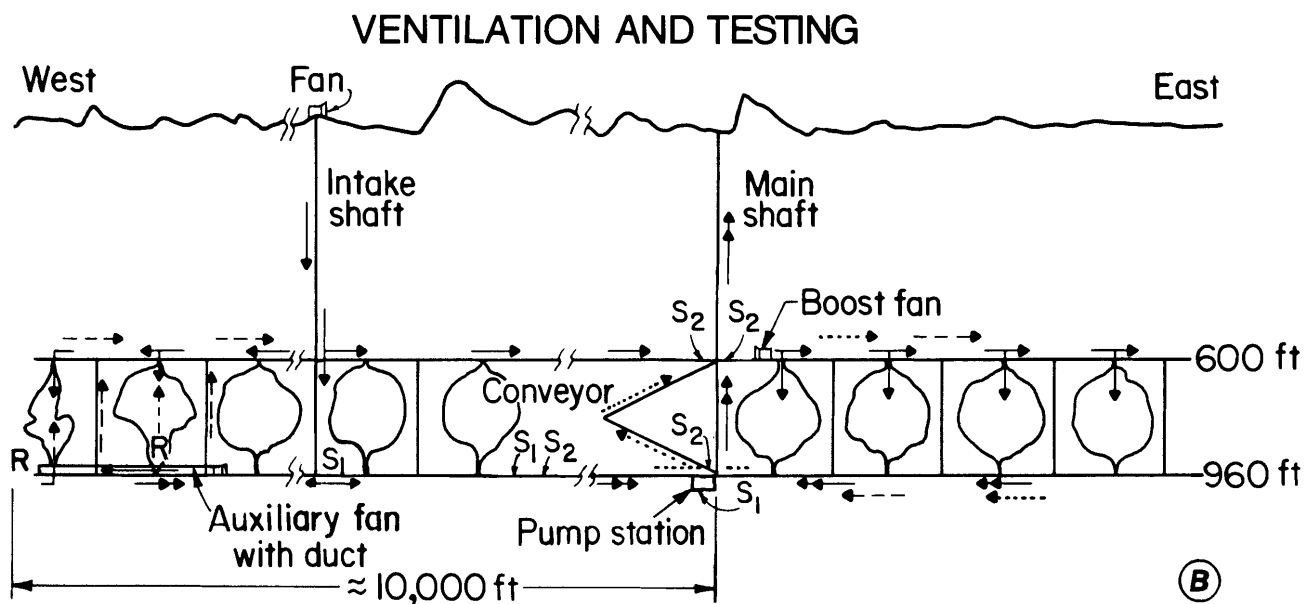 VENTILATION AND TESTING
West
Fan
East
Intake
shaft
Main
shaft
S₂ S₂
Boost fan
600 ft
Conveyor
S₂
R
R
S₁
S₁ S₂
960 ft
S₁
Auxiliary fan
with duct
Pump station
≈ 10,000 ft
B